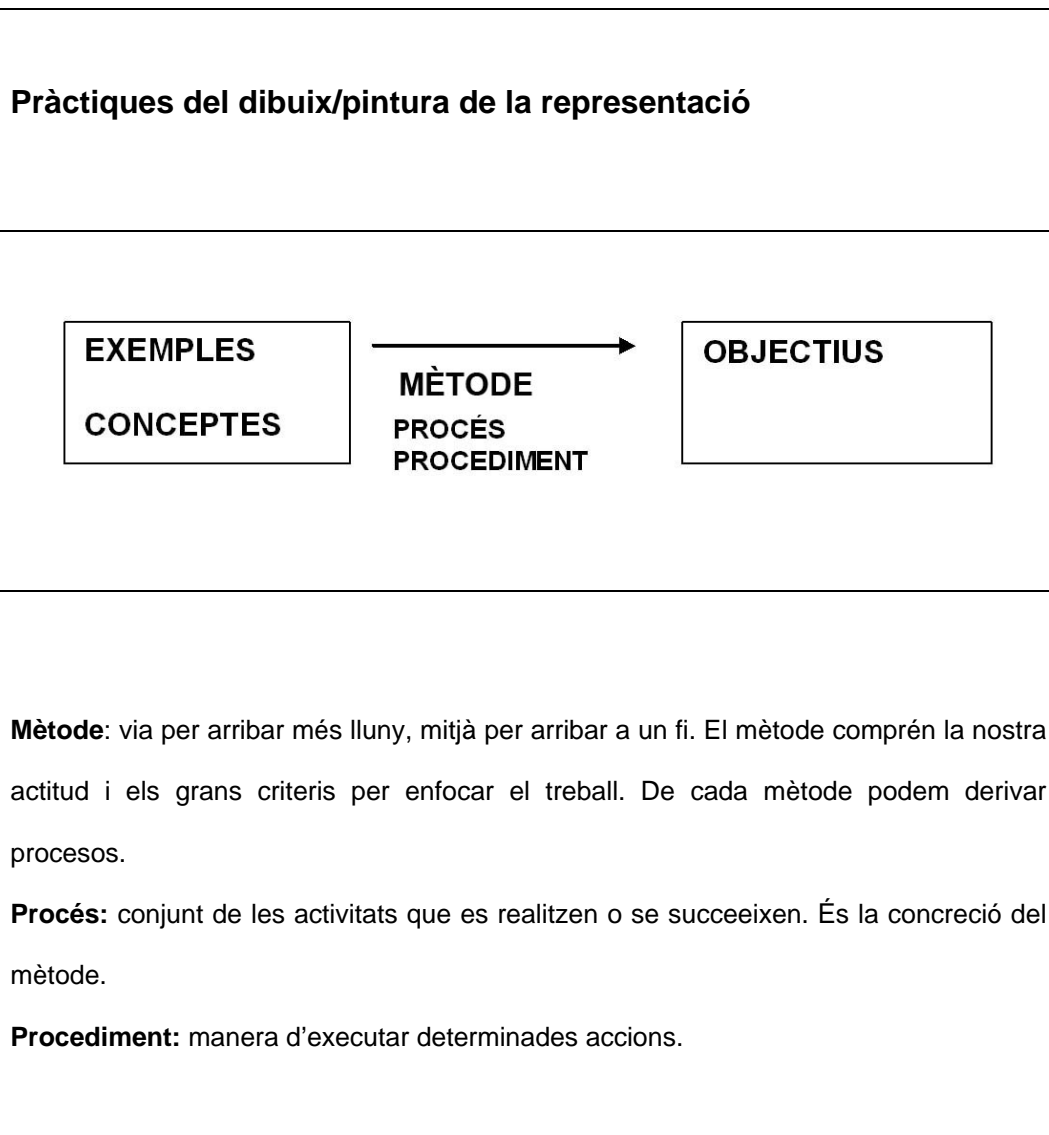 Pràctiques del dibuix/pintura de la representació
EXEMPLES
CONCEPTES
MÈTODE
PROCÉS
PROCEDIMENT
OBJECTIUS
Mètode: via per arribar més lluny, mitjà per arribar a un fi. El mètode comprén la nostra
actitud i els grans criteris per enfocar el treball. De cada mètode podem derivar
procesos.
Procés: conjunt de les activitats que es realitzen o se succeeixen. És la concreció del
mètode.
Procediment: manera d’executar determinades accions.